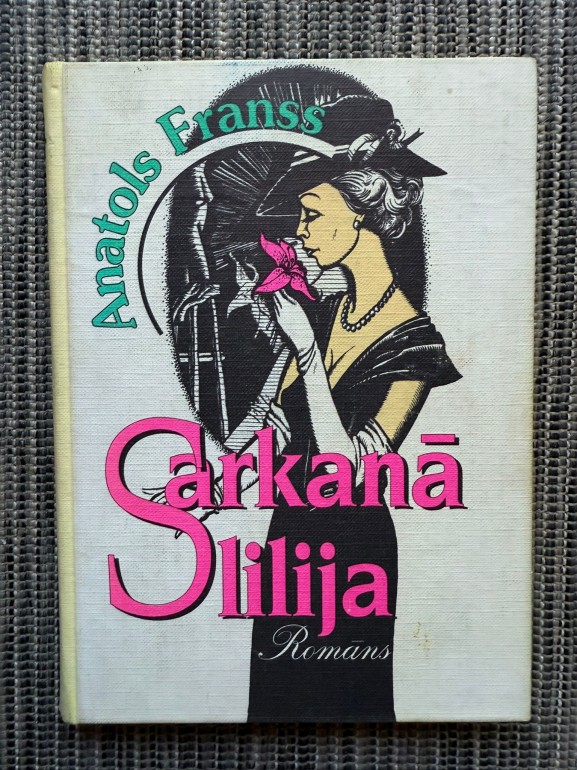 Anatols Franss
Sarkanā
lilija
Romāns